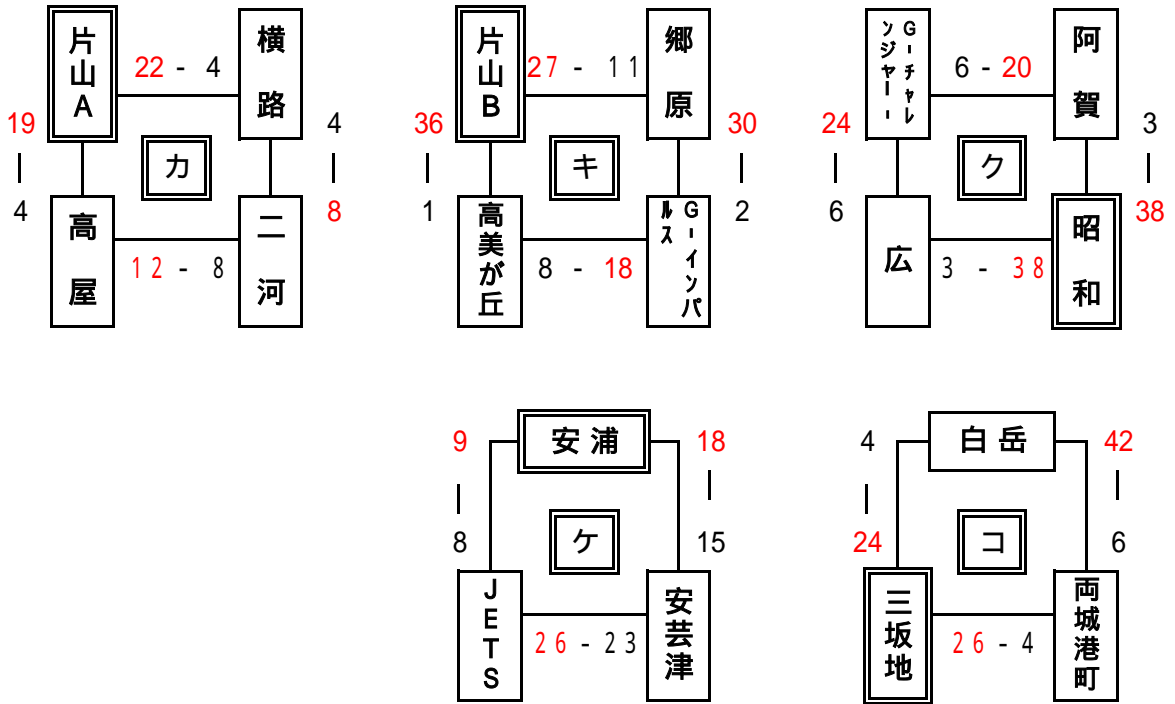 片山A
22 - 4
横路
19
|
4
カ
4
|
8
高屋
12 - 8
二河
片山B
27 - 11
郷原
36
|
1
キ
30
|
2
高美が丘
8 - 18
G-インパルス
G-チャレンジャー
6 - 20
阿賀
24
|
6
ク
3
|
38
広
3 - 38
昭和
安浦
9
|
8
ケ
18
|
15
JETS
26 - 23
安芸津
白岳
4
|
24
コ
42
|
6
三坂地
26 - 4
両城港町